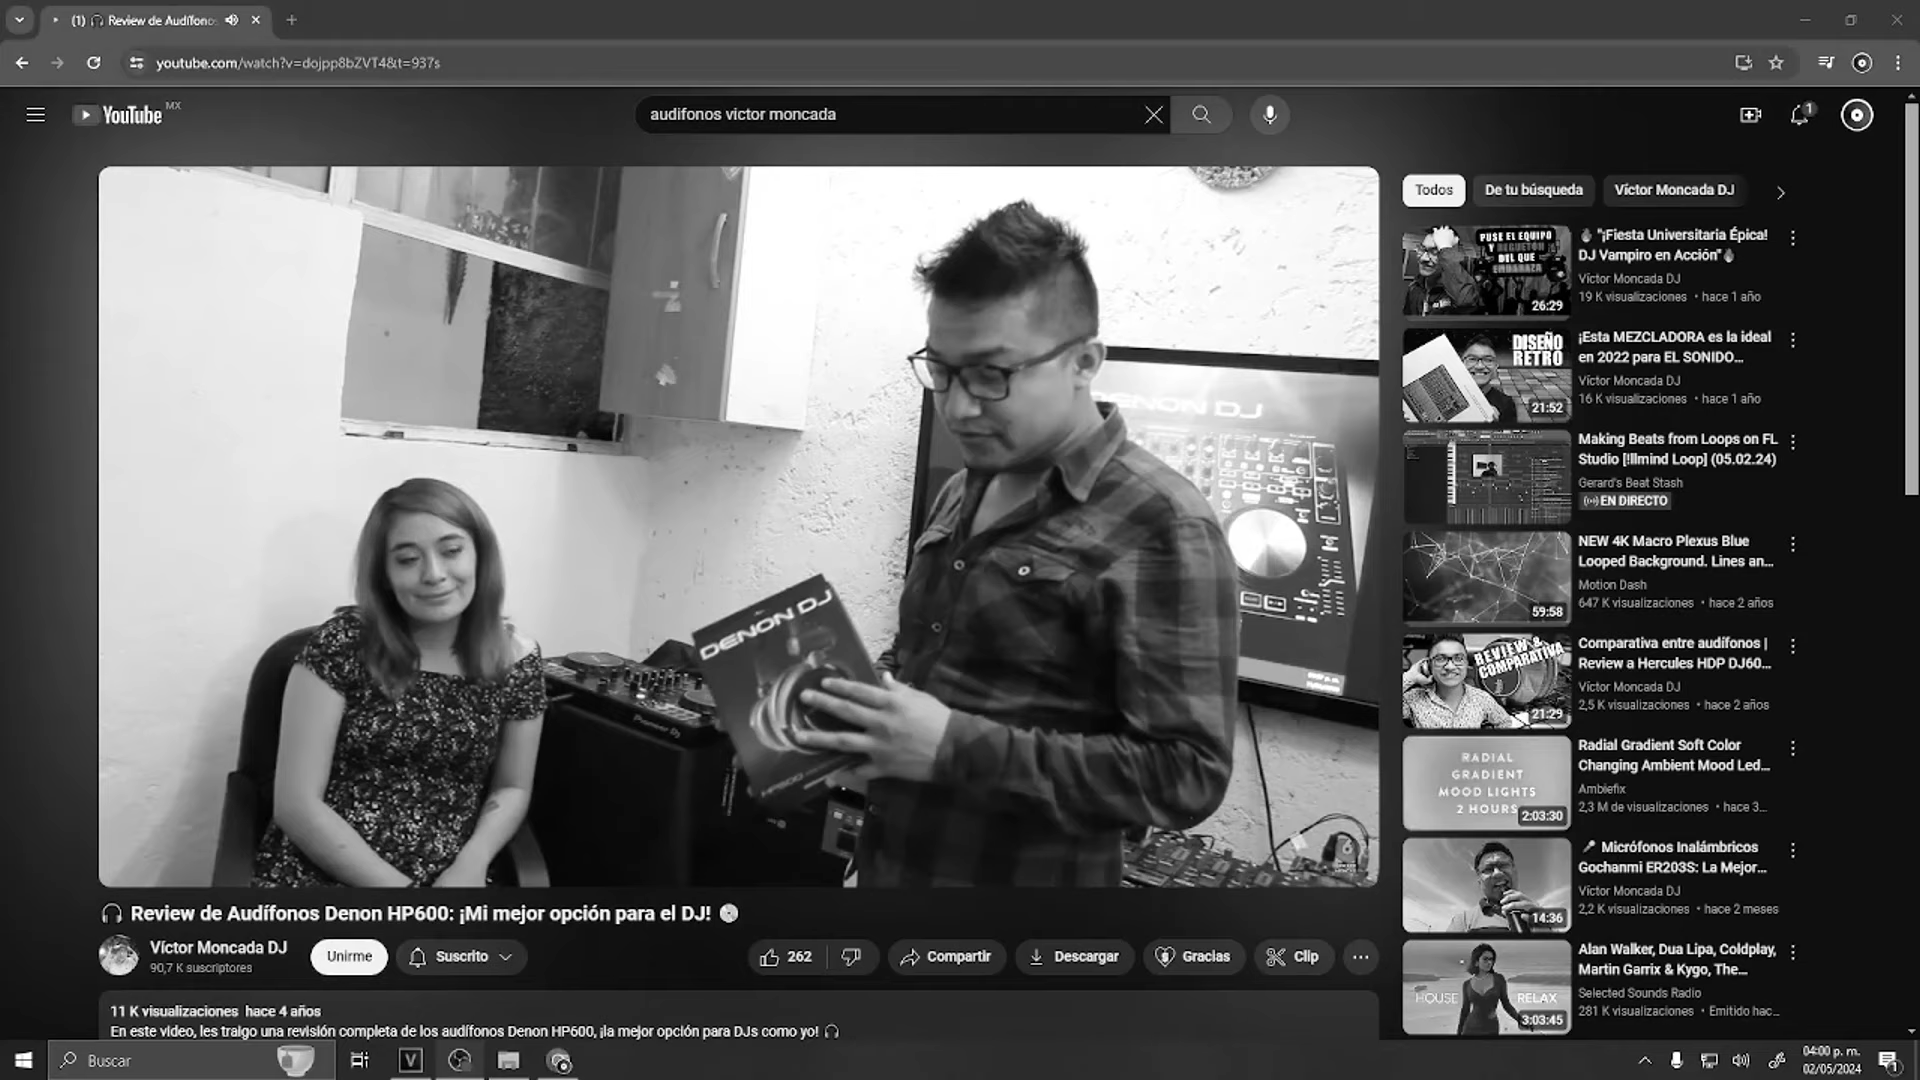 (1) 🎧 Review de Audífonos
youtube.com/watch?v=dojpp8bZVT4&t=937s
YouTube MX
audifonos victor moncada
1
DENON DJ
DENON DJ
Pioneer Dj
Todos
De tu búsqueda
Víctor Moncada DJ
PUSE EL EQUIPO
Y REGUETÓN
DEL QUE
EMBARAZA
26:29
"¡Fiesta Universitaria Épica!
DJ Vampiro en Acción"
Víctor Moncada DJ
19 K visualizaciones • hace 1 año
DISEÑO
RETRO
21:52
¡Esta MEZCLADORA es la ideal
en 2022 para EL SONIDO...
Víctor Moncada DJ
16 K visualizaciones • hace 1 año
Making Beats from Loops on FL
Studio [!llmind Loop] (05.02.24)
Gerard's Beat Stash
EN DIRECTO
59:58
NEW 4K Macro Plexus Blue
Looped Background. Lines an...
Motion Dash
647 K visualizaciones • hace 2 años
REVIEW &
COMPARATIVA
21:29
Comparativa entre audífonos |
Review a Hercules HDP DJ60...
Víctor Moncada DJ
2,5 K visualizaciones • hace 2 años
RADIAL
GRADIENT
MOOD LIGHTS
2 HOURS
2:03:30
Radial Gradient Soft Color
Changing Ambient Mood Led...
Ambiefix
2,3 M de visualizaciones • hace 3...
14:36
🎤 Micrófonos Inalámbricos
Gochanmi ER203S: La Mejor...
Víctor Moncada DJ
2,2 K visualizaciones • hace 2 meses
HOUSE RELAX
3:03:45
Alan Walker, Dua Lipa, Coldplay,
Martin Garrix & Kygo, The...
Selected Sounds Radio
281 K visualizaciones • Emitido hac...
🎧 Review de Audífonos Denon HP600: ¡Mi mejor opción para el DJ! 💿
Víctor Moncada DJ
90,7 K suscriptores
Unirme
Suscrito
262
Compartir
Descargar
Gracias
Clip
11 K visualizaciones hace 4 años
En este video, les traigo una revisión completa de los audífonos Denon HP600, ¡la mejor opción para DJs como yo! 🎧
Buscar
V
04:00 p. m.
02/05/2024
1